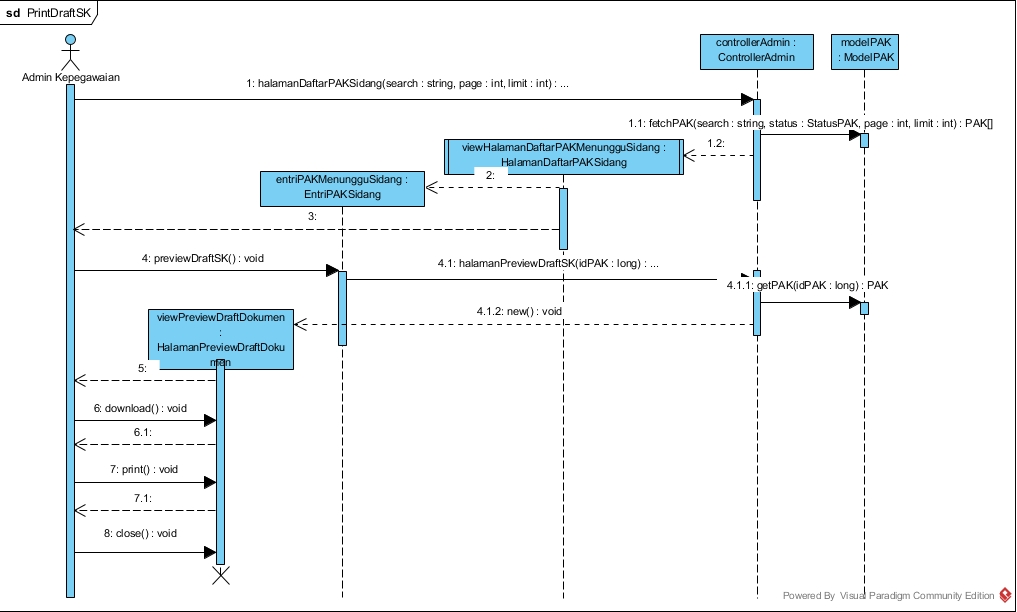 sd PrintDraftSK
Admin Kepegawaian
controllerAdmin :
ControllerAdmin
modelPAK
: ModelPAK
1: halamanDaftarPAKSidang(search : string, page : int, limit : int) : ...
1.1: fetchPAK(search : string, status : StatusPAK, page : int, limit : int) : PAK[]
1.2:
viewHalamanDaftarPAKMenungguSidang :
HalamanDaftarPAKSidang
2:
entriPAKMenungguSidang :
EntriPAKSidang
3:
4: previewDraftSK() : void
4.1: halamanPreviewDraftSK(idPAK : long) : ...
4.1.1: getPAK(idPAK : long) : PAK
4.1.2: new() : void
viewPreviewDraftDokumen
:
HalamanPreviewDraftDoku
men
5:
6: download() : void
6.1:
7: print() : void
7.1:
8: close() : void
Powered By Visual Paradigm Community Edition